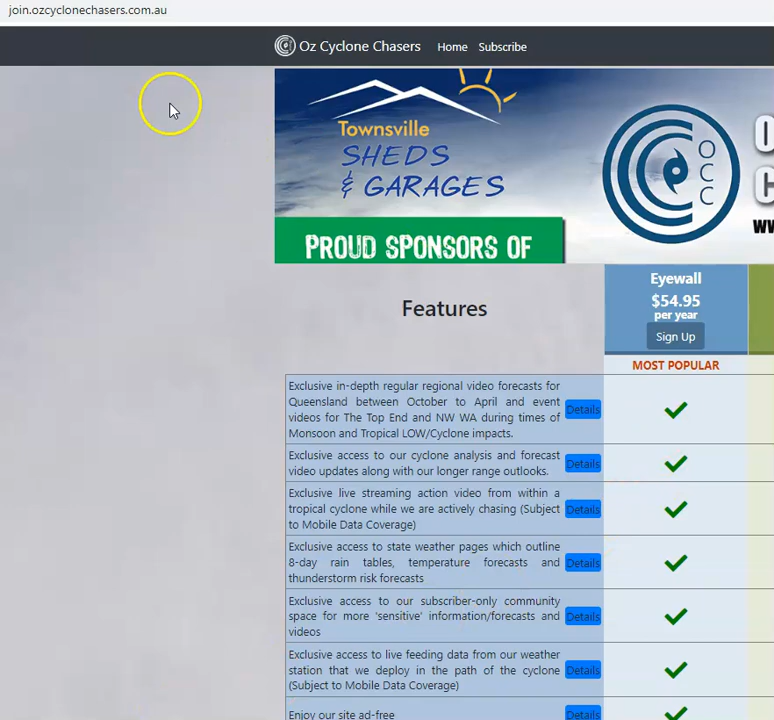 join.ozcyclonechasers.com.au
Oz Cyclone Chasers Home Subscribe
Townsville
SHEDS
& GARAGES
PROUD SPONSORS OF
OCC
Eyewall
$54.95
per year
Sign Up
Features
MOST POPULAR
Exclusive in-depth regular regional video forecasts for
Queensland between October to April and event
videos for The Top End and NW WA during times of
Monsoon and Tropical LOW/Cyclone impacts.
Details
Exclusive access to our cyclone analysis and forecast
video updates along with our longer range outlooks.
Details
Exclusive live streaming action video from within a
tropical cyclone while we are actively chasing (Subject
to Mobile Data Coverage)
Details
Exclusive access to state weather pages which outline
8-day rain tables, temperature forecasts and
thunderstorm risk forecasts
Details
Exclusive access to our subscriber-only community
space for more 'sensitive' information/forecasts and
videos
Details
Exclusive access to live feeding data from our weather
station that we deploy in the path of the cyclone
(Subject to Mobile Data Coverage)
Details
Enjoy our site ad-free
Details